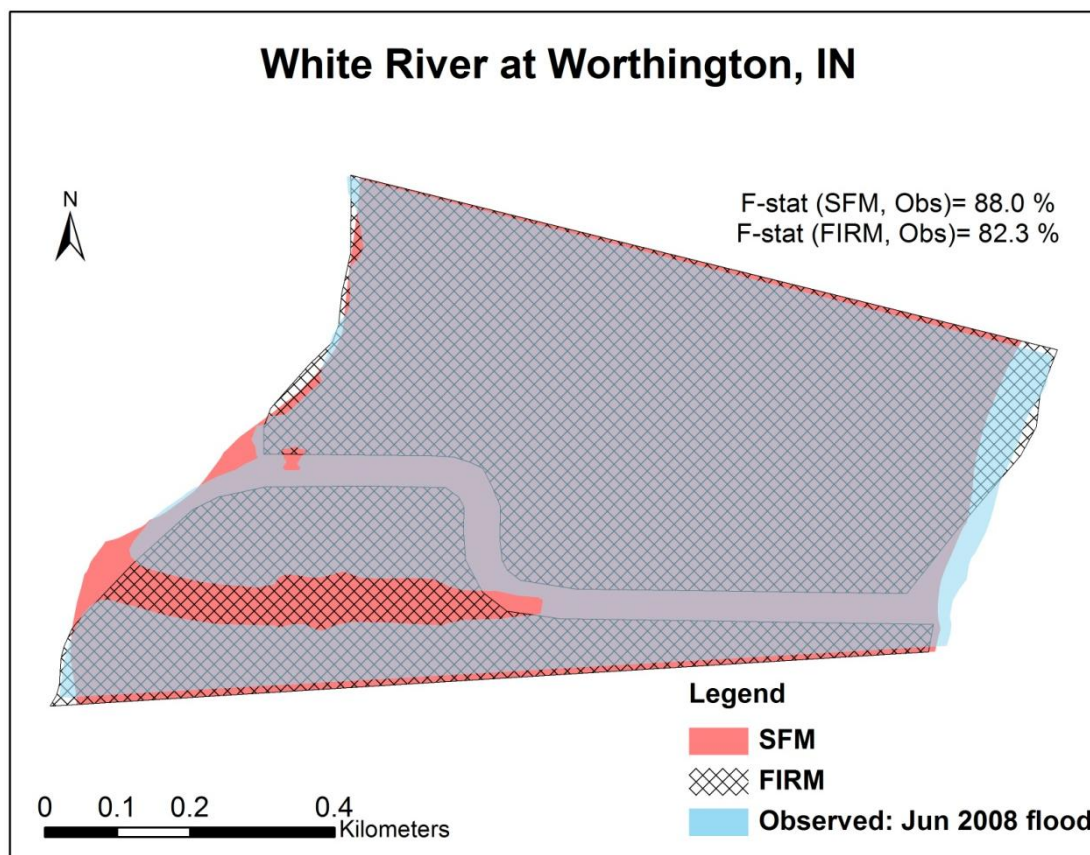 White River at Worthington, IN
N
F-stat (SFM, Obs)= 88.0 %
F-stat (FIRM, Obs)= 82.3 %
Legend
SFM
FIRM
Observed: Jun 2008 flood
0 0.1 0.2 0.4
Kilometers